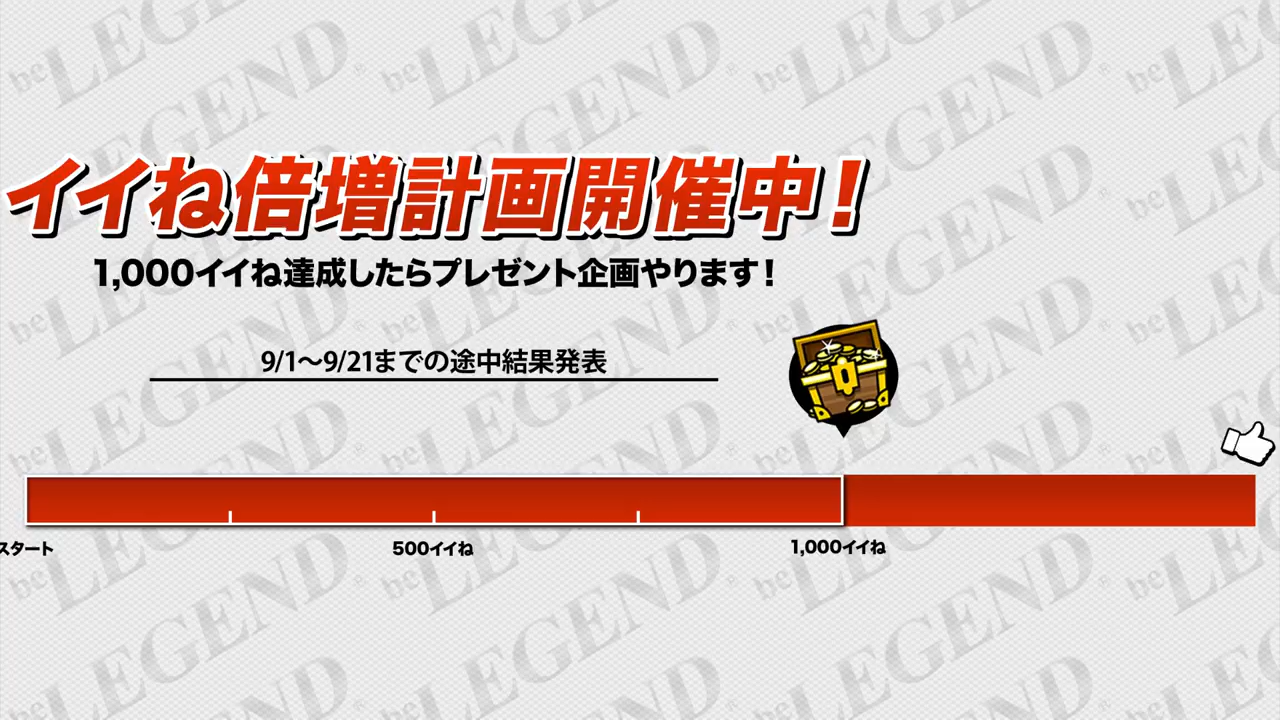 イイね倍増計画開催中！
1,000イイね達成したらプレゼント企画やります！
9/1～9/21までの途中結果発表
スタート
500イイね
1,000イイね
be LEGEND®